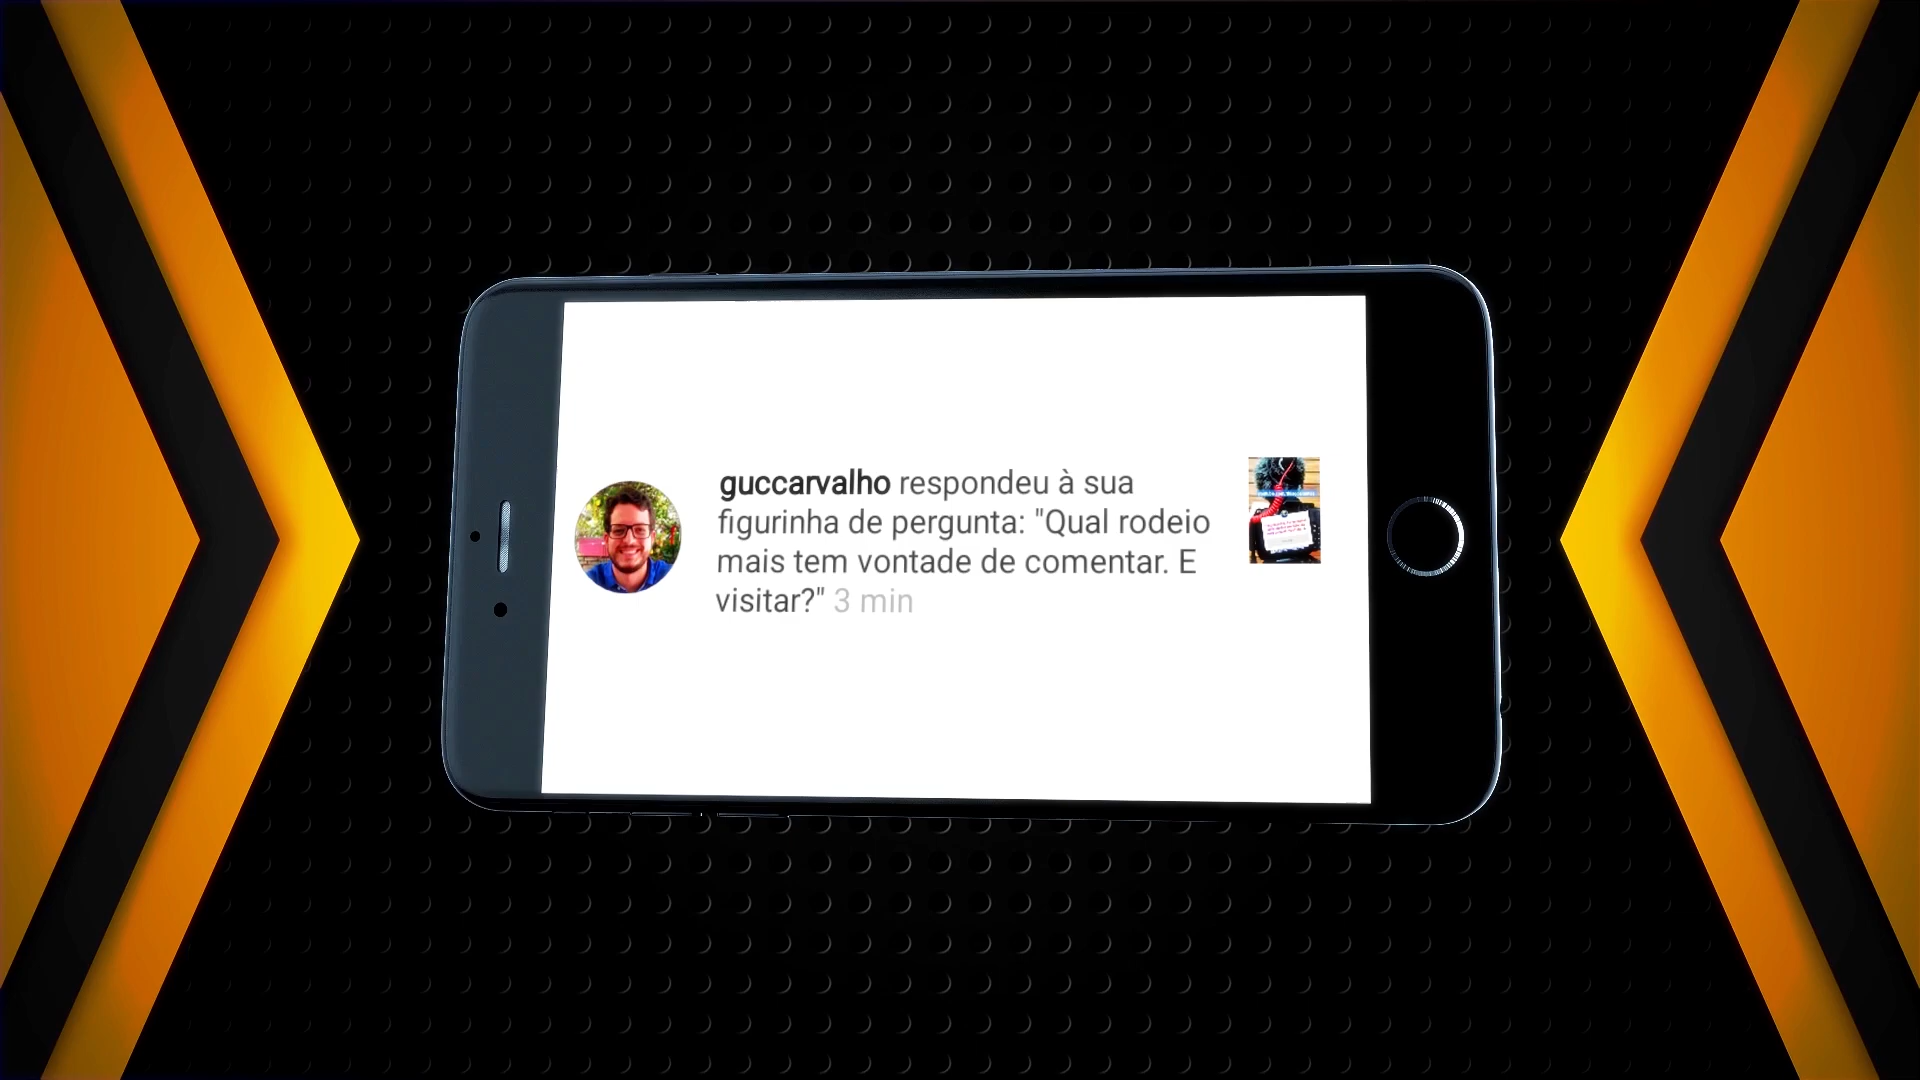 guccarvalho respondeu à sua
figurinha de pergunta: "Qual rodeio
mais tem vontade de comentar. E
visitar?" 3 min